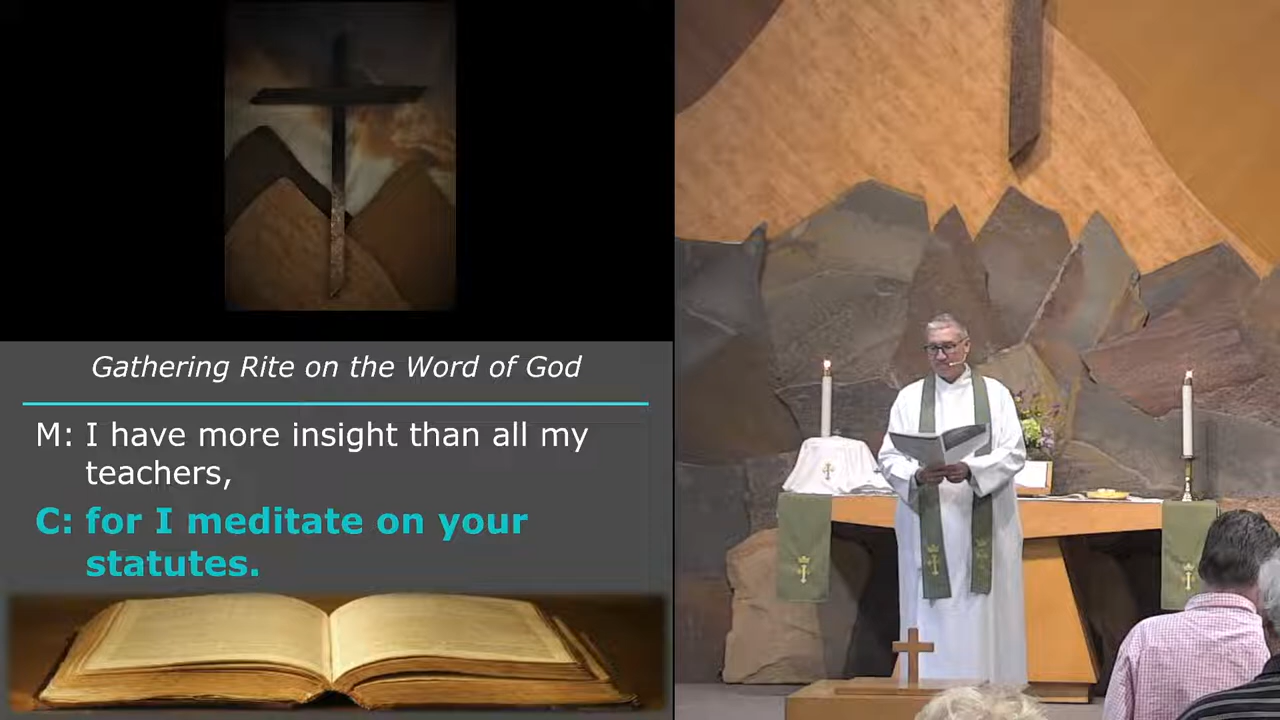 Gathering Rite on the Word of God
M: I have more insight than all my
teachers,
C: for I meditate on your
statutes.